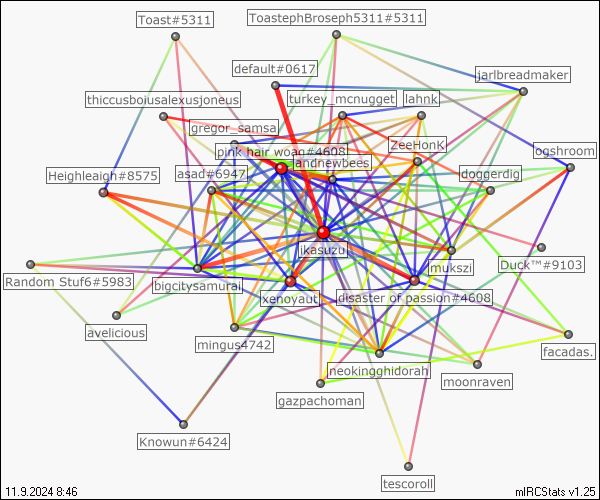 Toast#5311
ToastephBroseph5311#5311
default#0617
jarlbreadmaker
thiccusboiusalexusjoneus
turkey_mcnugget
lahnk
gregor_samsa
pink hair woag#4608
andnewbees
ZeeHonK
ogshroom
Heighleaigh#8575
asad#6947
doggerdig
ikasuzu
mukszi
Duck™#9103
Random Stuf6#5983
bigcitysamurai
xenoyaut
disaster of passion#4608
avelicious
mingus4742
facadas.
neokingghidorah
moonraven
gazpachoman
Knowun#6424
tescoroll
11.9.2024 8:46
mIRCStats v1.25